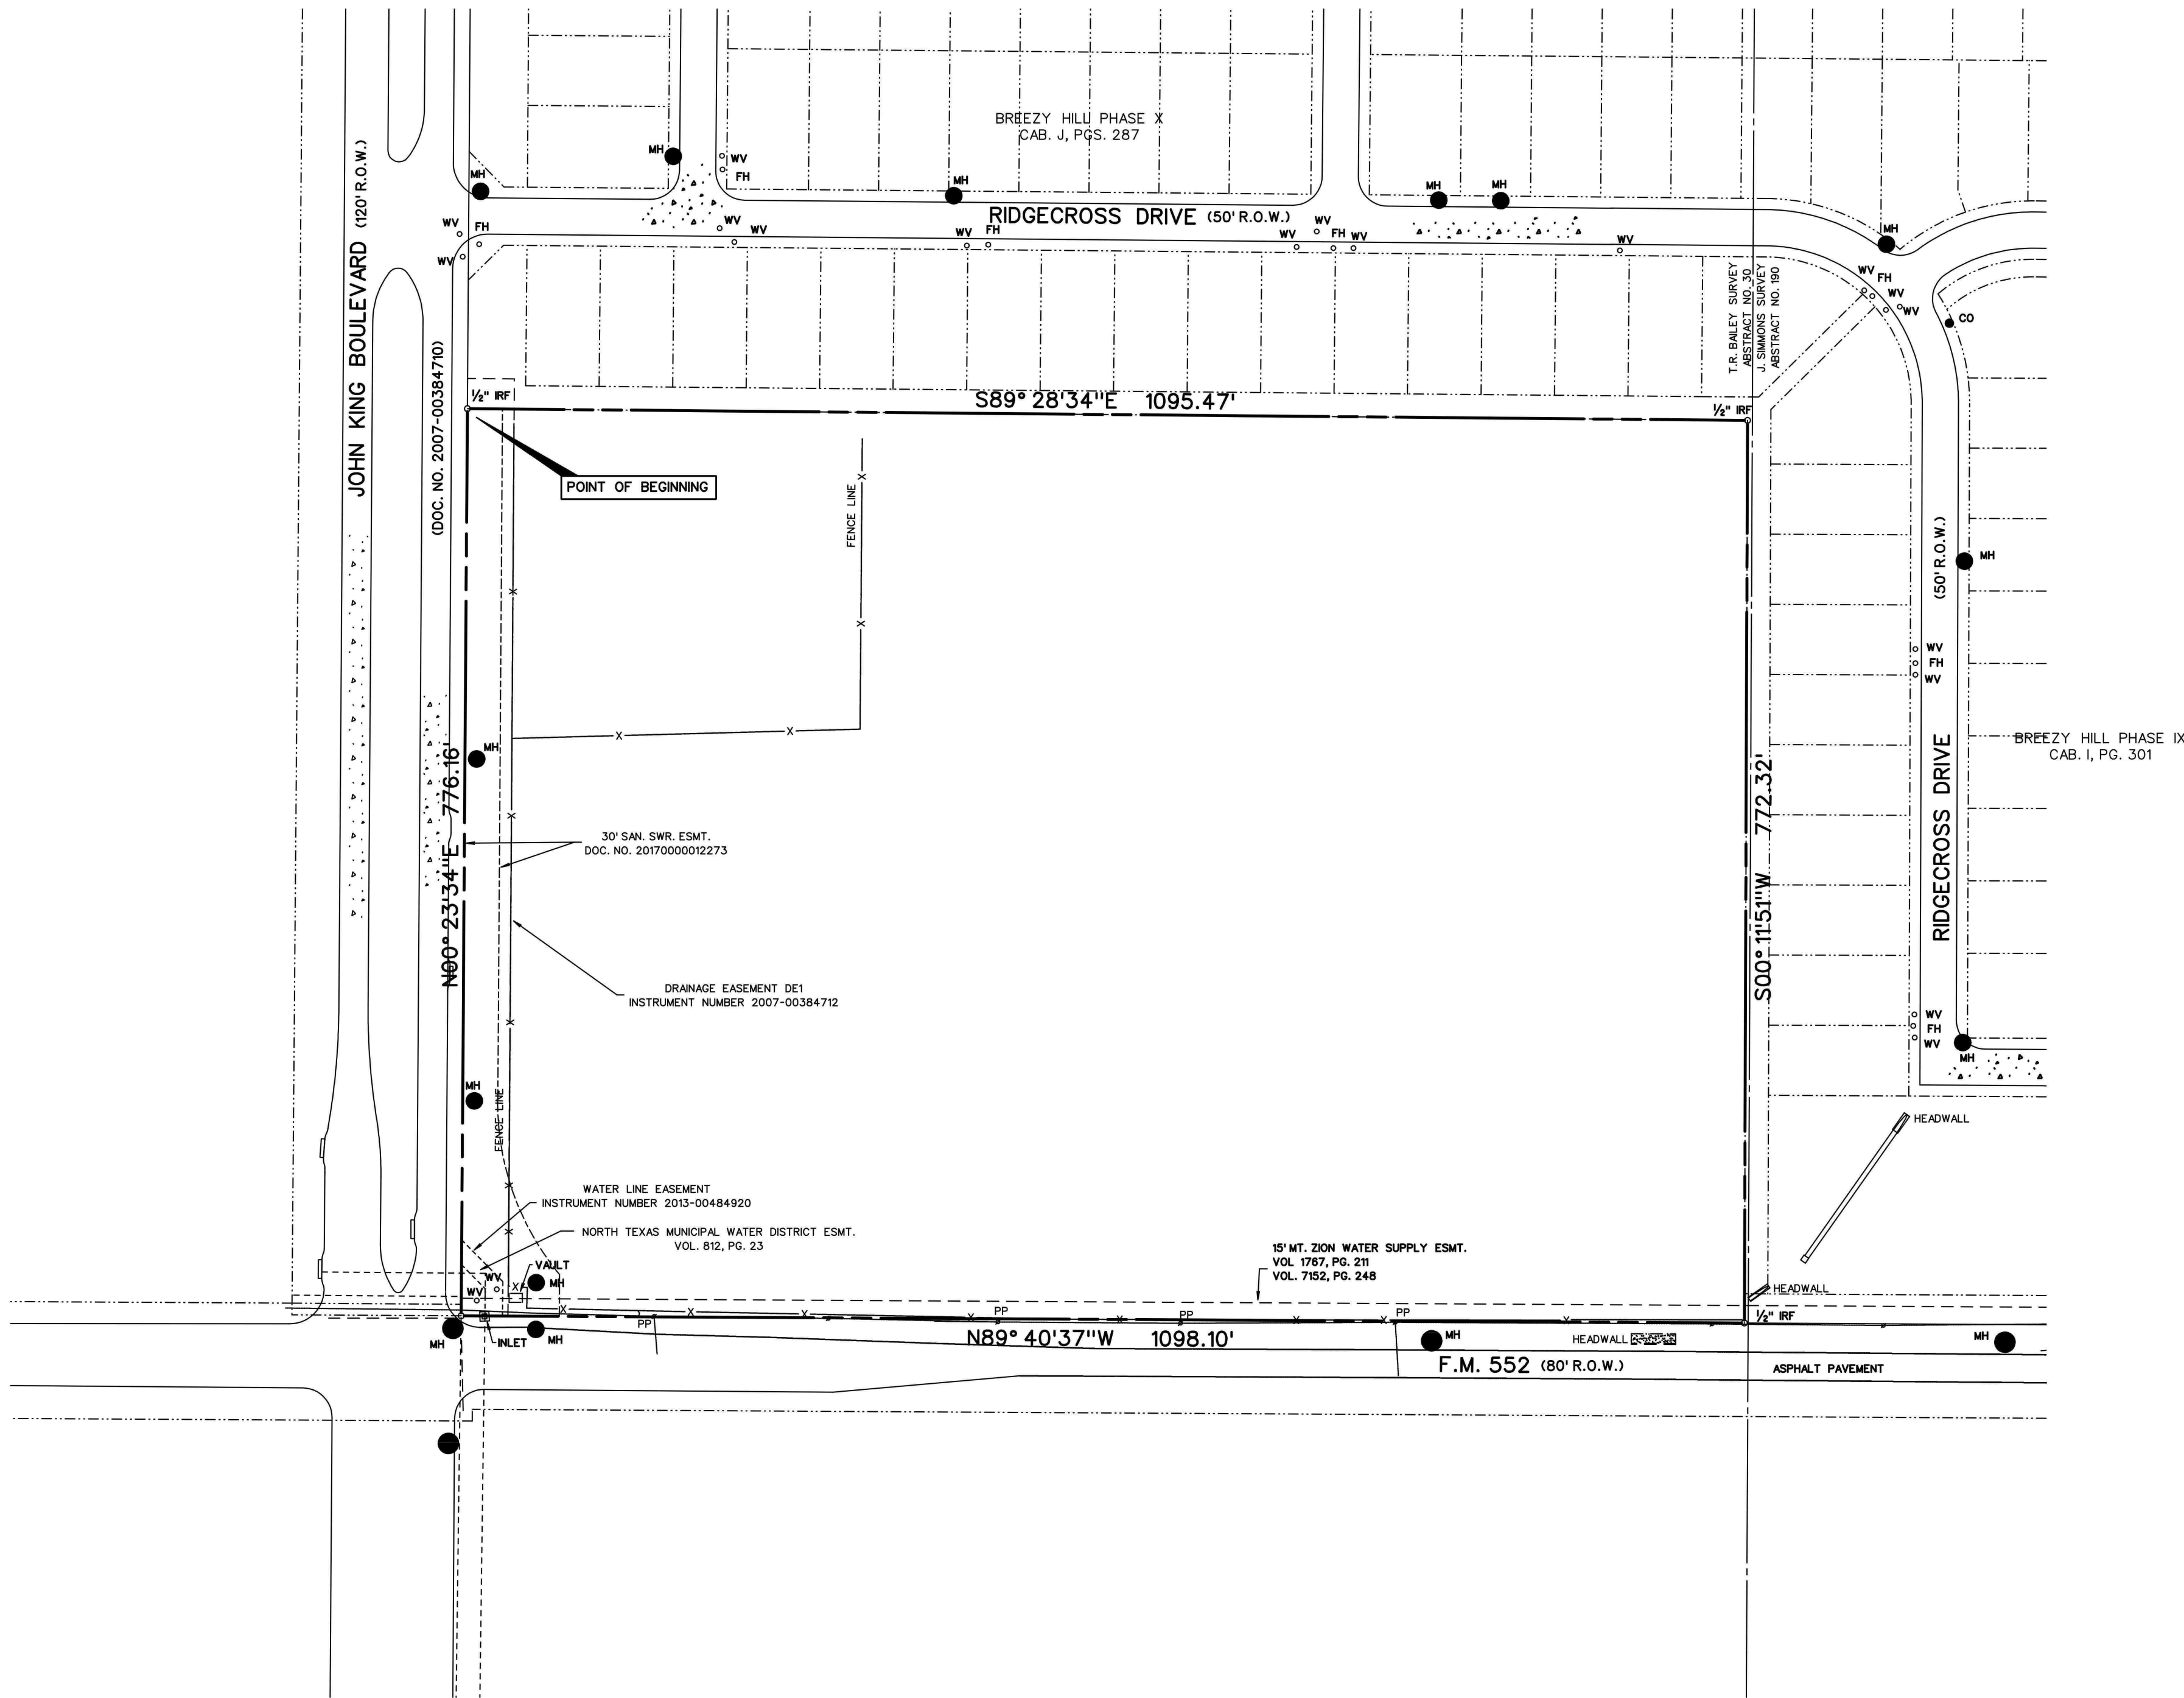 BREEZY HILL PHASE X
CAB. J, PGS. 287
MH
WV
FH
MH
MH
MH
MH
RIDGECROSS DRIVE (50' R.O.W.)
WV
FH
WV
WV
WV
WV
FH
WV
WV
FH
WV
WV
MH
WV
FH
WV
WV
CO
JOHN KING BOULEVARD (120' R.O.W.)
(DOC. NO. 2007-00384710)
T.R. BAILEY SURVEY
ABSTRACT NO. 30
J. SIMMONS SURVEY
ABSTRACT NO. 190
1/2" IRF
S89°28'34"E 1095.47'
1/2" IRF
POINT OF BEGINNING
FENCE LINE
(50' R.O.W.)
MH
WV
FH
WV
RIDGECROSS DRIVE
BREEZY HILL PHASE IX
CAB. I, PG. 301
N00°23'34"E 776.16'
MH
S00°11'51"W 772.32'
30' SAN. SWR. ESMT.
DOC. NO. 20170000012273
DRAINAGE EASEMENT DE1
INSTRUMENT NUMBER 2007-00384712
WV
FH
WV
MH
MH
FENCE LINE
HEADWALL
WATER LINE EASEMENT
INSTRUMENT NUMBER 2013-00484920
NORTH TEXAS MUNICIPAL WATER DISTRICT ESMT.
VOL. 812, PG. 23
15' MT. ZION WATER SUPPLY ESMT.
VOL 1767, PG. 211
VOL. 7152, PG. 248
VAULT
WV
WV
MH
HEADWALL
PP
PP
PP
PP
1/2" IRF
MH
INLET
MH
N89°40'37"W 1098.10'
MH
HEADWALL
MH
F.M. 552 (80' R.O.W.)
ASPHALT PAVEMENT